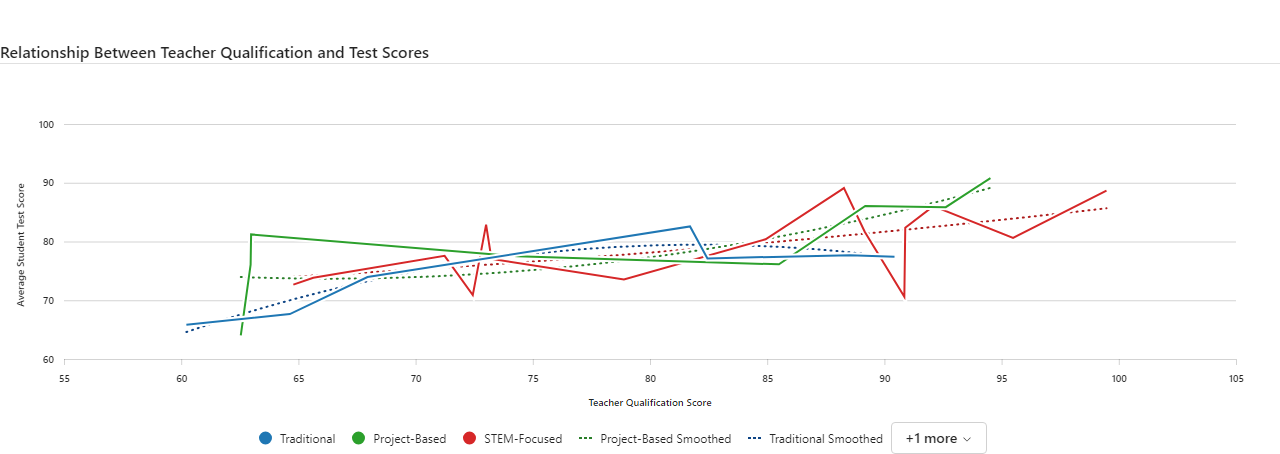 Relationship Between Teacher Qualification and Test Scores
100
90
80
70
60
Average Student Test Score
55 60 65 70 75 80 85 90 95 100 105
Teacher Qualification Score
Traditional Project-Based STEM-Focused Project-Based Smoothed Traditional Smoothed +1 more